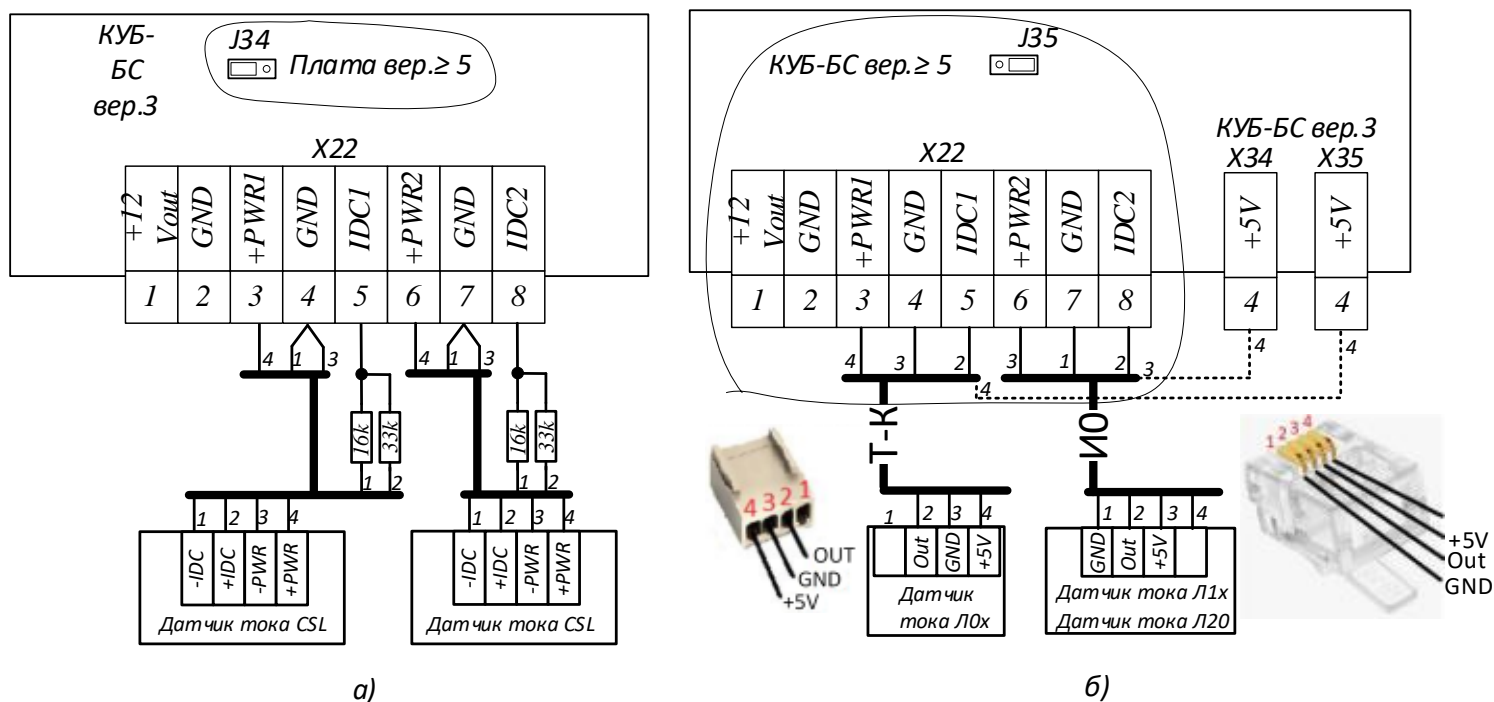 КУБ-
БС
вер.3
J34
Плата вер.≥ 5
X22
+12 Vout
GND
+PWR1
GND
IDC1
+PWR2
GND
IDC2
1 2 3 4 5 6 7 8
4 1 3 4 1 3
16k 33k 16k 33k
1 2 1 2
1 2 3 4
-IDC
+IDC
-PWR
+PWR
Датчик тока CSL
1 2 3 4
-IDC
+IDC
-PWR
+PWR
Датчик тока CSL
а)
КУБ-БС вер.≥ 5
J35
X22
+12 Vout
GND
+PWR1
GND
IDC1
+PWR2
GND
IDC2
1 2 3 4 5 6 7 8
КУБ-БС вер.3
X34 X35
+5V +5V
4 4
4 4
4 3 2 4 3 1 2 3
Т-К
ИО
4 3 2 1
OUT
GND
+5V
1 2 3 4
Out
GND
+5V
Датчик
тока Л0х
1 2 3 4
GND
Out
+5V
Датчик тока Л1х
Датчик тока Л20
1 2 3 4
+5V
Out
GND
б)